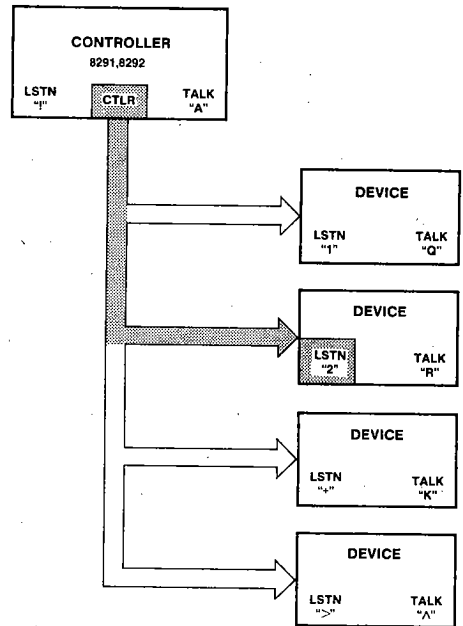 CONTROLLER
8291,8292
LSTN
"!"
CTLR
TALK
"A"
DEVICE
LSTN
"1"
TALK
"Q"
DEVICE
LSTN
"2"
TALK
"R"
DEVICE
LSTN
"+"
TALK
"K"
DEVICE
LSTN
">"
TALK
"^"